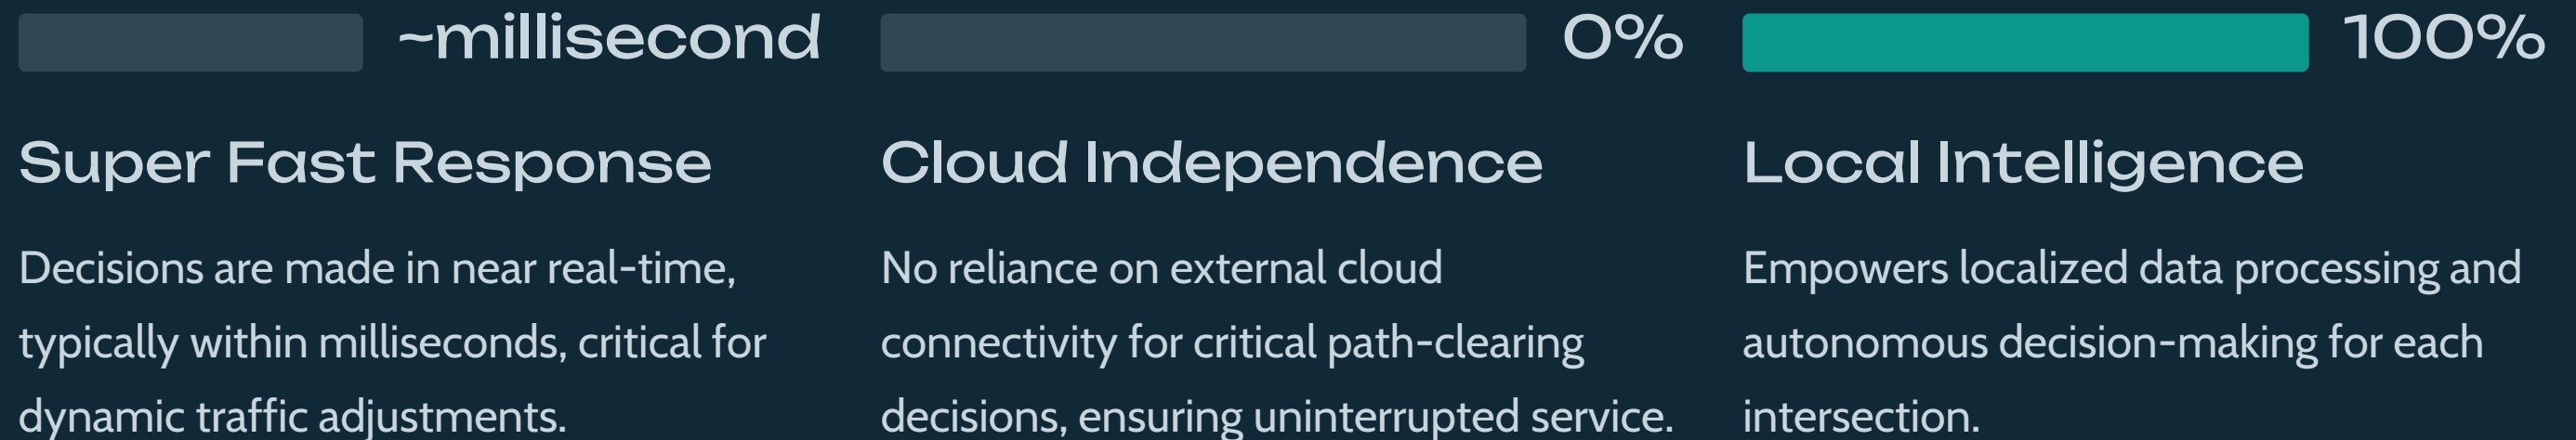 ~millisecond
Super Fast Response
Decisions are made in near real-time,
typically within milliseconds, critical for
dynamic traffic adjustments.
0%
Cloud Independence
No reliance on external cloud
connectivity for critical path-clearing
decisions, ensuring uninterrupted service.
100%
Local Intelligence
Empowers localized data processing and
autonomous decision-making for each
intersection.